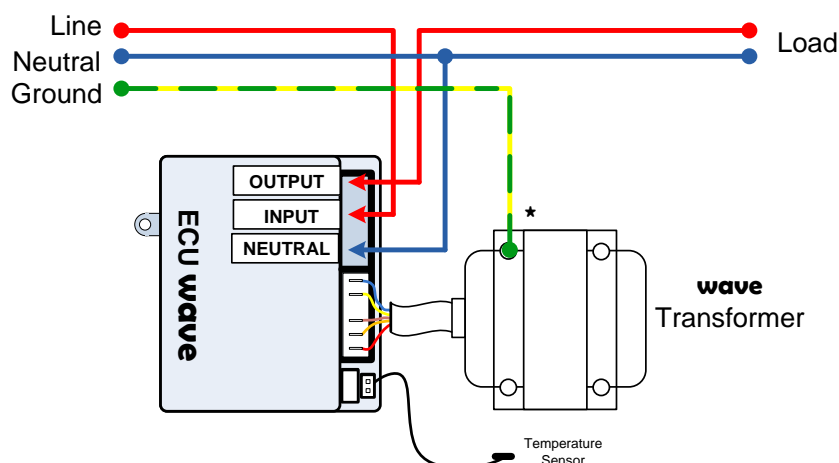 Line
Neutral
Ground
Load
OUTPUT
INPUT
NEUTRAL
ECU wave
*
wave
Transformer
Temperature
Sensor